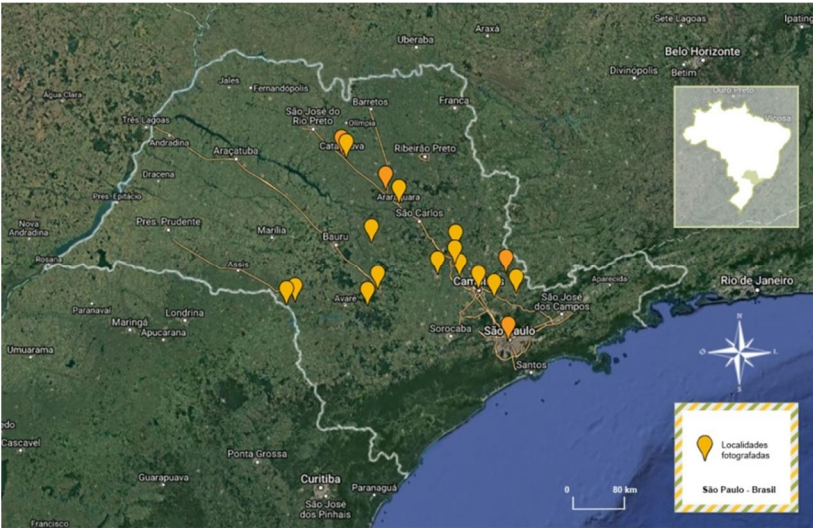 Sete Lagoas
Ipating
Araxá
Uberaba
Belo Horizonte
Divinópolis
Betim
Jales
Fernandópolis
Água Clara
Barretos
Franca
Ouro Preto
Viçosa
São José do
Rio Preto
Olímpia
Três Lagoas
Andradina
Araçatuba
Ribeirão Preto
Dracena
Pres. Epitácio
São Carlos
Nova
Andradina
Pres. Prudente
Marília
Bauru
Rosana
Assis
Aparecida
Rio de Janeiro
Avaré
São José
dos Campos
Paranavaí
Londrina
Maringá
Apucarana
Sorocaba
São Paulo
Umuarama
Santos
N
O
L
S
edo
Cascavel
Localidades
fotografadas
Ponta Grossa
São Paulo - Brasil
Guarapuava
Curitiba
Paranaguá
0
80 km
São José
dos Pinhais
Francisco